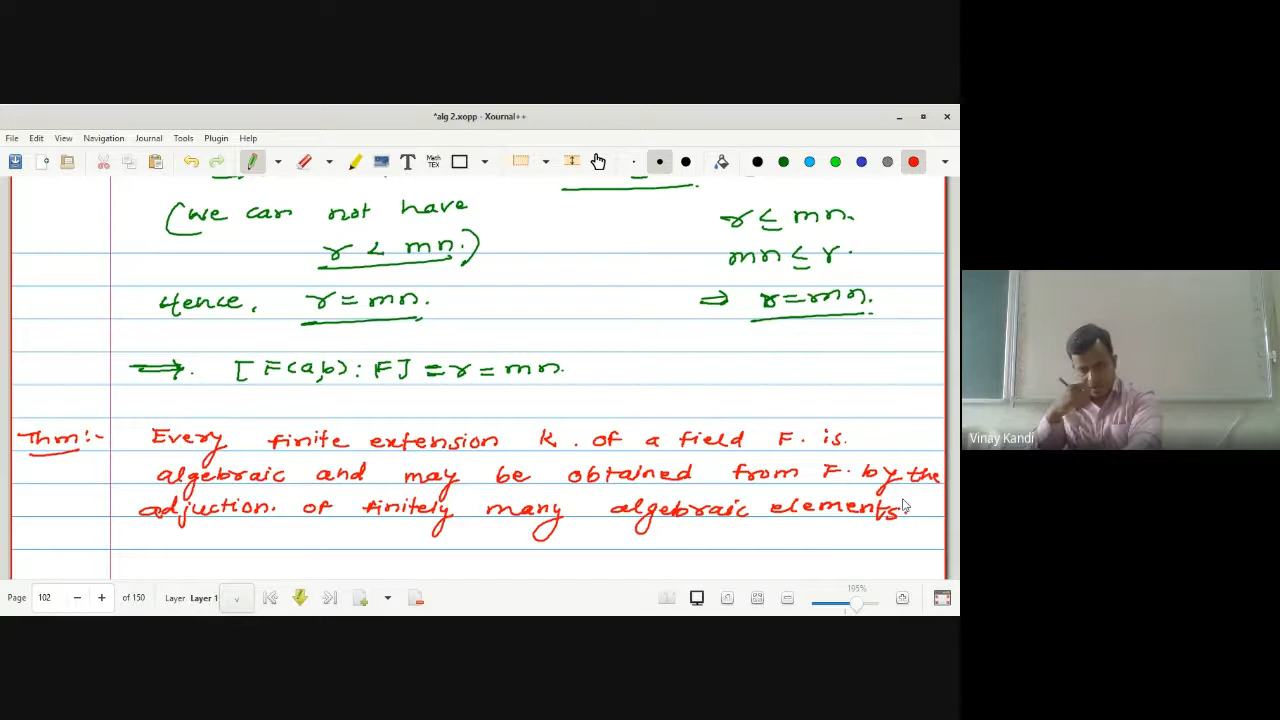 *alg 2.xopp - Xournal++
File Edit View Navigation Journal Tools Plugin Help
(we can not have
r < mn.)
r ≤ mn.
mn ≤ r.
Hence, r = mn.
⇒ r = mn.
⇒ [F(a,b) : F] = r = mn.
Thm:- Every finite extension K. of a field F. is.
algebraic and may be obtained from F. by the
adjuction. of finitely many algebraic elements.
Vinay Kandi
Page 102 of 150 Layer Layer 1 195%